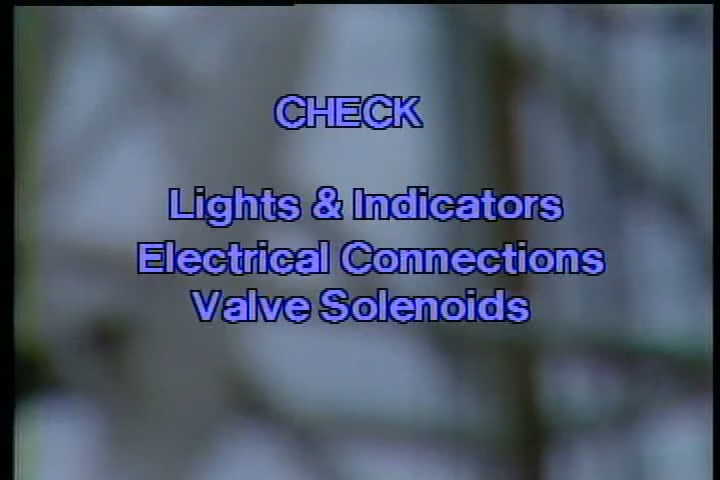 CHECK
Lights & Indicators
Electrical Connections
Valve Solenoids